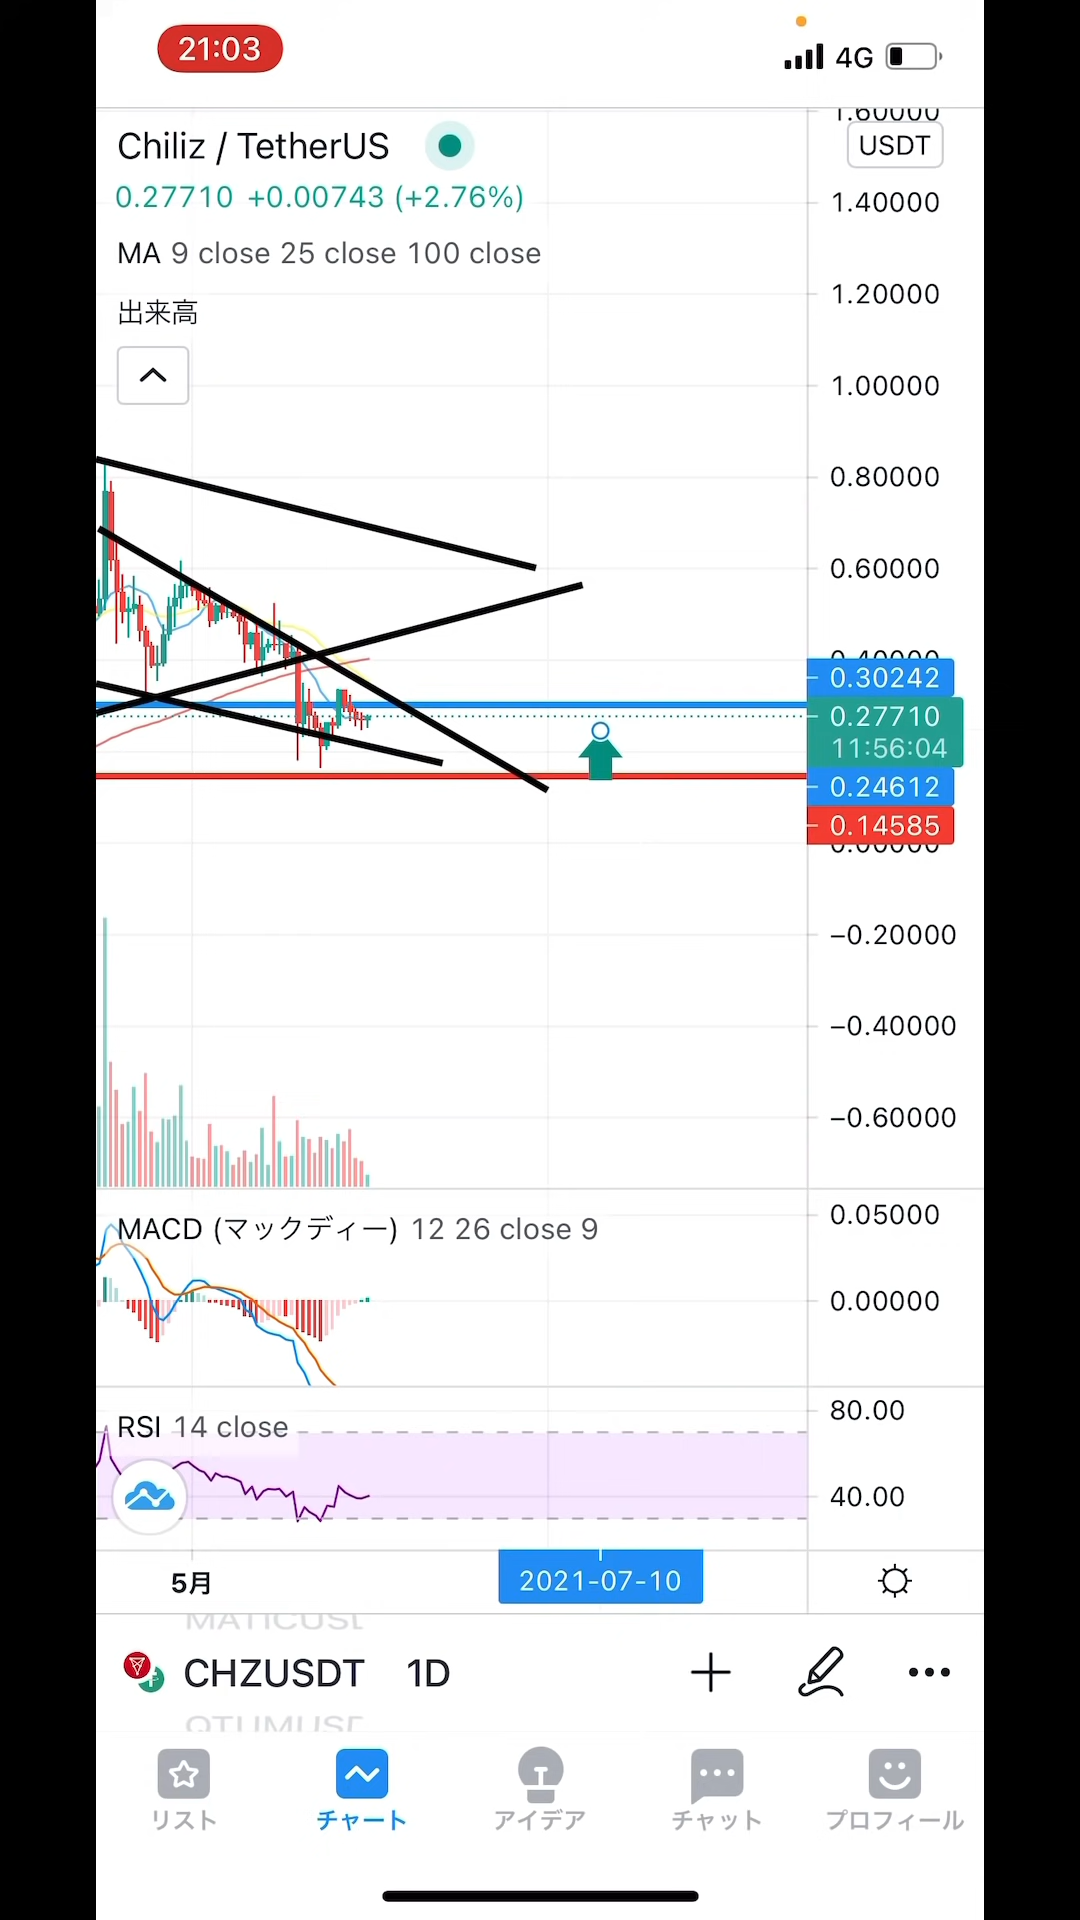 21:03
4G
1.60000
Chiliz / TetherUS
USDT
0.27710 +0.00743 (+2.76%)
1.40000
MA 9 close 25 close 100 close
1.20000
出来高
1.00000
0.80000
0.60000
0.40000
0.30242
0.27710
11:56:04
0.24612
0.14585
0.00000
−0.20000
−0.40000
−0.60000
0.05000
MACD (マックディー) 12 26 close 9
0.00000
80.00
RSI 14 close
40.00
5月
2021-07-10
MATICUSD
CHZUSDT 1D
リスト
チャート
アイデア
チャット
プロフィール